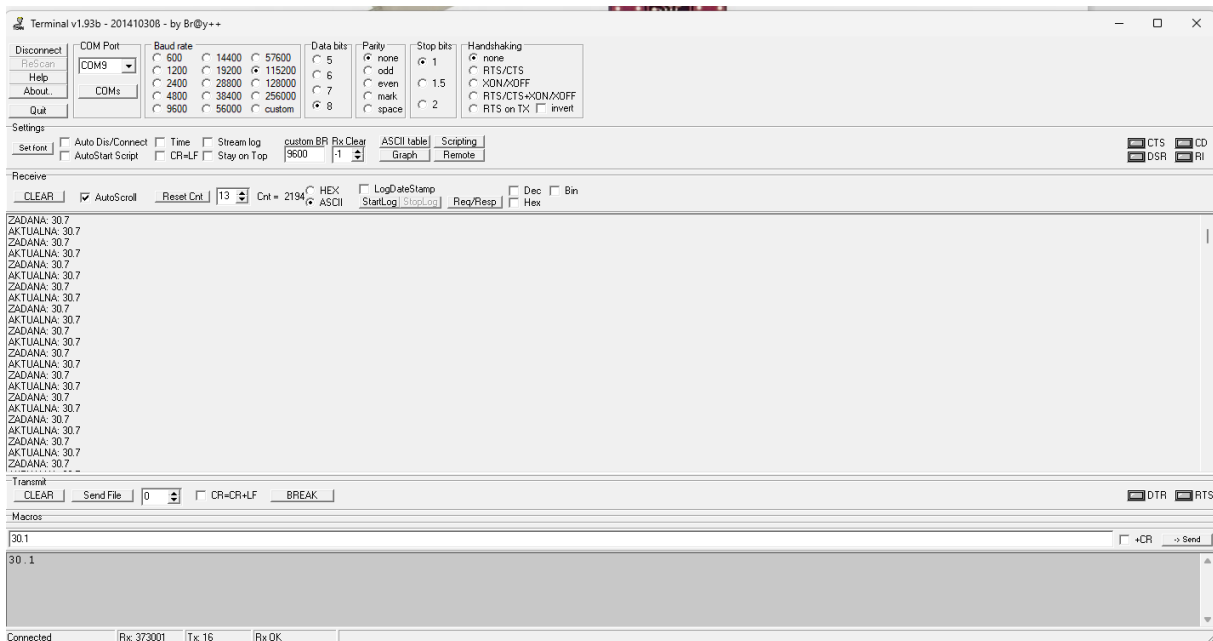 Terminal v1.93b - 20141030ß - by Br@y++
Disconnect
ReScan
Help
About..
Quit
COM Port
COM9
COMs
Baud rate
600 14400 57600
1200 19200 115200
2400 28800 128000
4800 38400 256000
9600 56000 custom
Data bits
5
6
7
8
Parity
none
odd
even
mark
space
Stop bits
1
1.5
2
Handshaking
none
RTS/CTS
XON/XOFF
RTS/CTS+XON/XOFF
RTS on TX invert
Settings
Set font
Auto Dis/Connect Time Stream log custom BR Rx Clear ASCII table Scripting
AutoStart Script CR=LF Stay on Top 9600 -1 Graph Remote
CTS CD
DSR RI
Receive
CLEAR AutoScroll Reset Cnt 13 Cnt = 2194 HEX
ASCII
LogDateStamp
StartLog StopLog Req/Resp
Dec Bin
Hex
ZADANA: 30.7
AKTUALNA: 30.7
ZADANA: 30.7
AKTUALNA: 30.7
ZADANA: 30.7
AKTUALNA: 30.7
ZADANA: 30.7
AKTUALNA: 30.7
ZADANA: 30.7
AKTUALNA: 30.7
ZADANA: 30.7
AKTUALNA: 30.7
ZADANA: 30.7
AKTUALNA: 30.7
ZADANA: 30.7
AKTUALNA: 30.7
ZADANA: 30.7
AKTUALNA: 30.7
ZADANA: 30.7
AKTUALNA: 30.7
ZADANA: 30.7
AKTUALNA: 30.7
ZADANA: 30.7
Transmit
CLEAR Send File 0 CR=CR+LF BREAK
DTR RTS
Macros
30.1
+CR -> Send
30.1
Connected Rx: 373001 Tx: 16 Rx OK